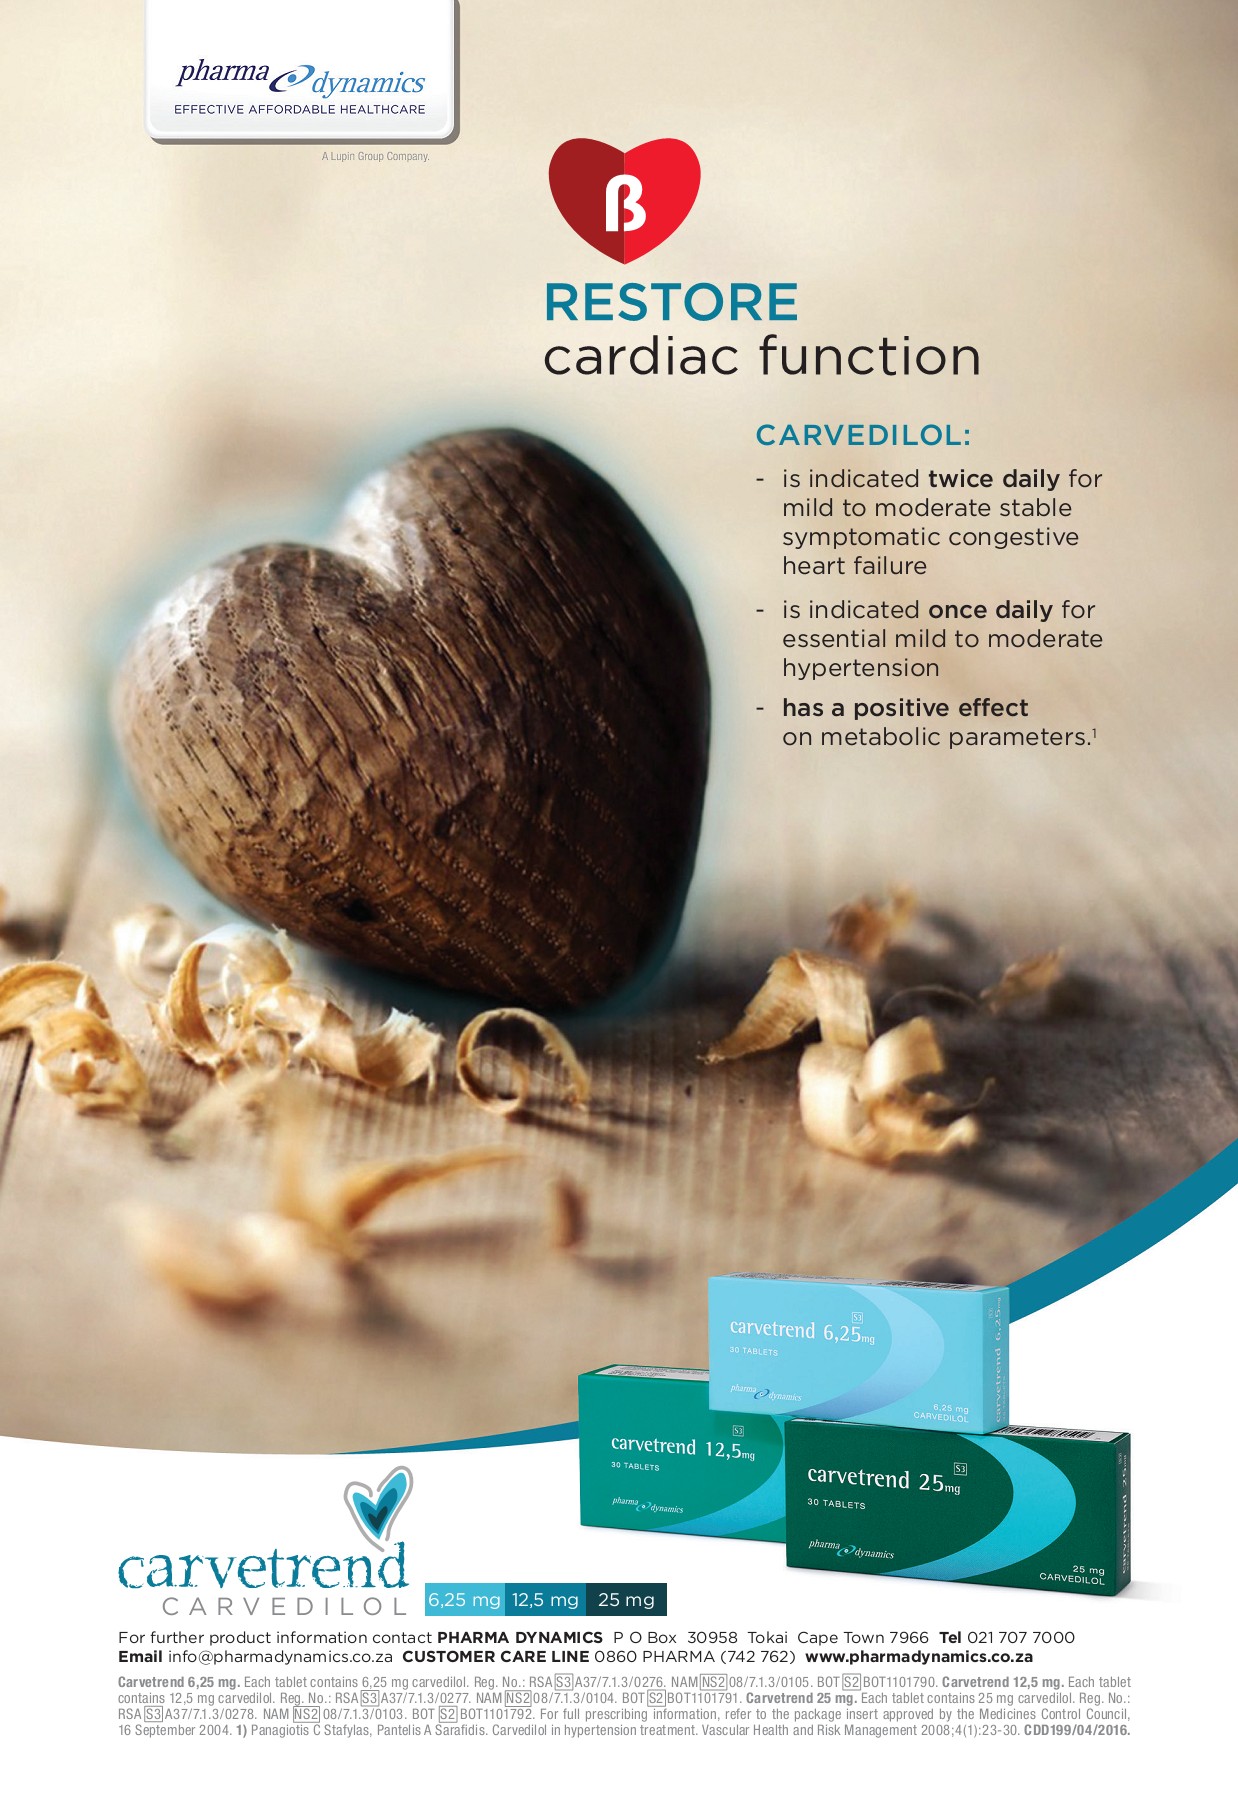 pharma dynamics
EFFECTIVE AFFORDABLE HEALTHCARE
A Lupin Group Company.
ß
RESTORE
cardiac function
CARVEDILOL:
- is indicated twice daily for
mild to moderate stable
symptomatic congestive
heart failure
- is indicated once daily for
essential mild to moderate
hypertension
- has a positive effect
on metabolic parameters.1
S3
carvetrend 6,25mg
30 TABLETS
pharma dynamics
6,25 mg
CARVEDILOL
carvetrend 6,25mg
S3
carvetrend 12,5mg
30 TABLETS
pharma dynamics
S3
carvetrend 25mg
30 TABLETS
pharma dynamics
25 mg
CARVEDILOL
carvetrend 25mg
carvetrend
CARVEDILOL
6,25 mg 12,5 mg 25 mg
For further product information contact PHARMA DYNAMICS P O Box 30958 Tokai Cape Town 7966 Tel 021 707 7000
Email info@pharmadynamics.co.za CUSTOMER CARE LINE 0860 PHARMA (742 762) www.pharmadynamics.co.za
Carvetrend 6,25 mg. Each tablet contains 6,25 mg carvedilol. Reg. No.: RSA S3 A37/7.1.3/0276. NAM NS2 08/7.1.3/0105. BOT S2 BOT1101790. Carvetrend 12,5 mg. Each tablet
contains 12,5 mg carvedilol. Reg. No.: RSA S3 A37/7.1.3/0277. NAM NS2 08/7.1.3/0104. BOT S2 BOT1101791. Carvetrend 25 mg. Each tablet contains 25 mg carvedilol. Reg. No.:
RSA S3 A37/7.1.3/0278. NAM NS2 08/7.1.3/0103. BOT S2 BOT1101792. For full prescribing information, refer to the package insert approved by the Medicines Control Council,
16 September 2004. 1) Panagiotis C Stafylas, Pantelis A Sarafidis. Carvedilol in hypertension treatment. Vascular Health and Risk Management 2008;4(1):23-30. CDD199/04/2016.